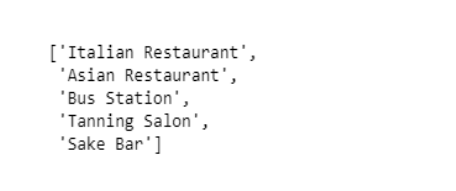 ['Italian Restaurant',
'Asian Restaurant',
'Bus Station',
'Tanning Salon',
'Sake Bar']